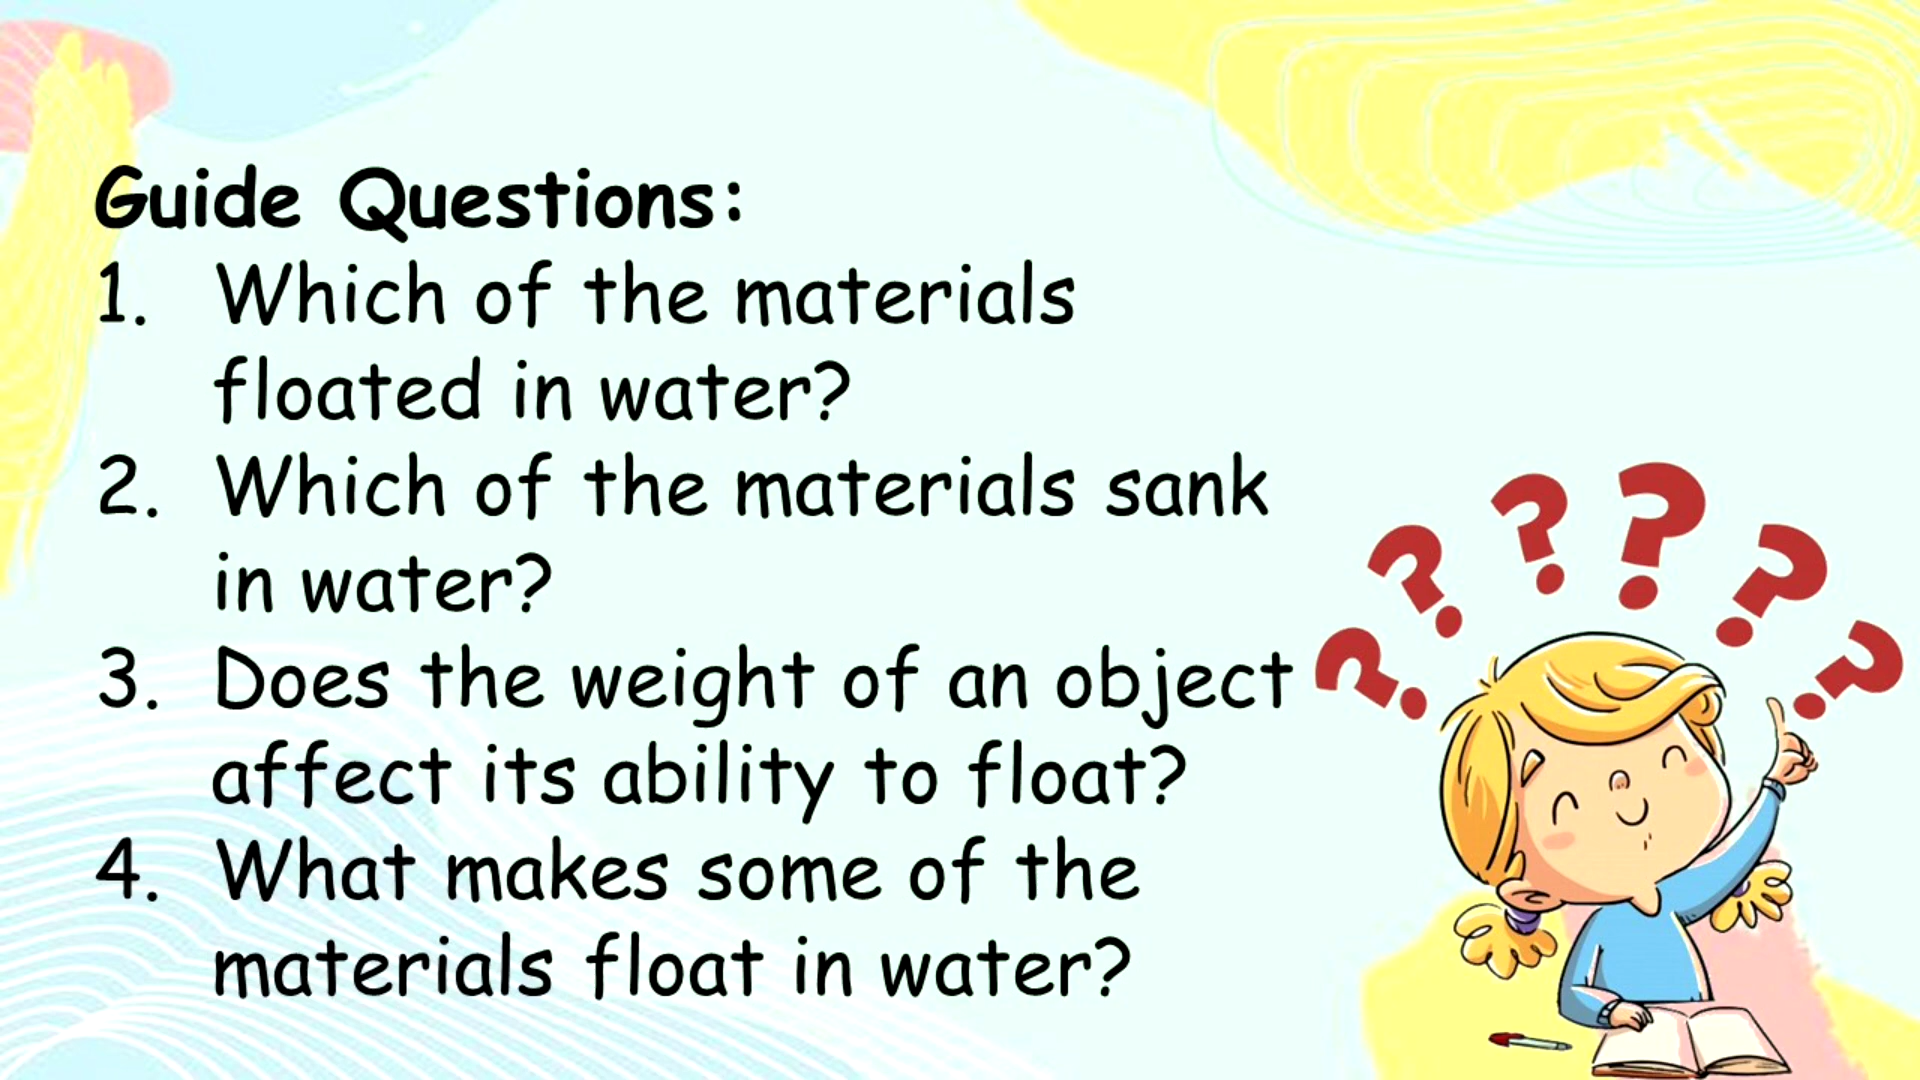 Guide Questions:
1. Which of the materials
floated in water?
2. Which of the materials sank
in water?
3. Does the weight of an object
affect its ability to float?
4. What makes some of the
materials float in water?
? ? ? ? ? ?